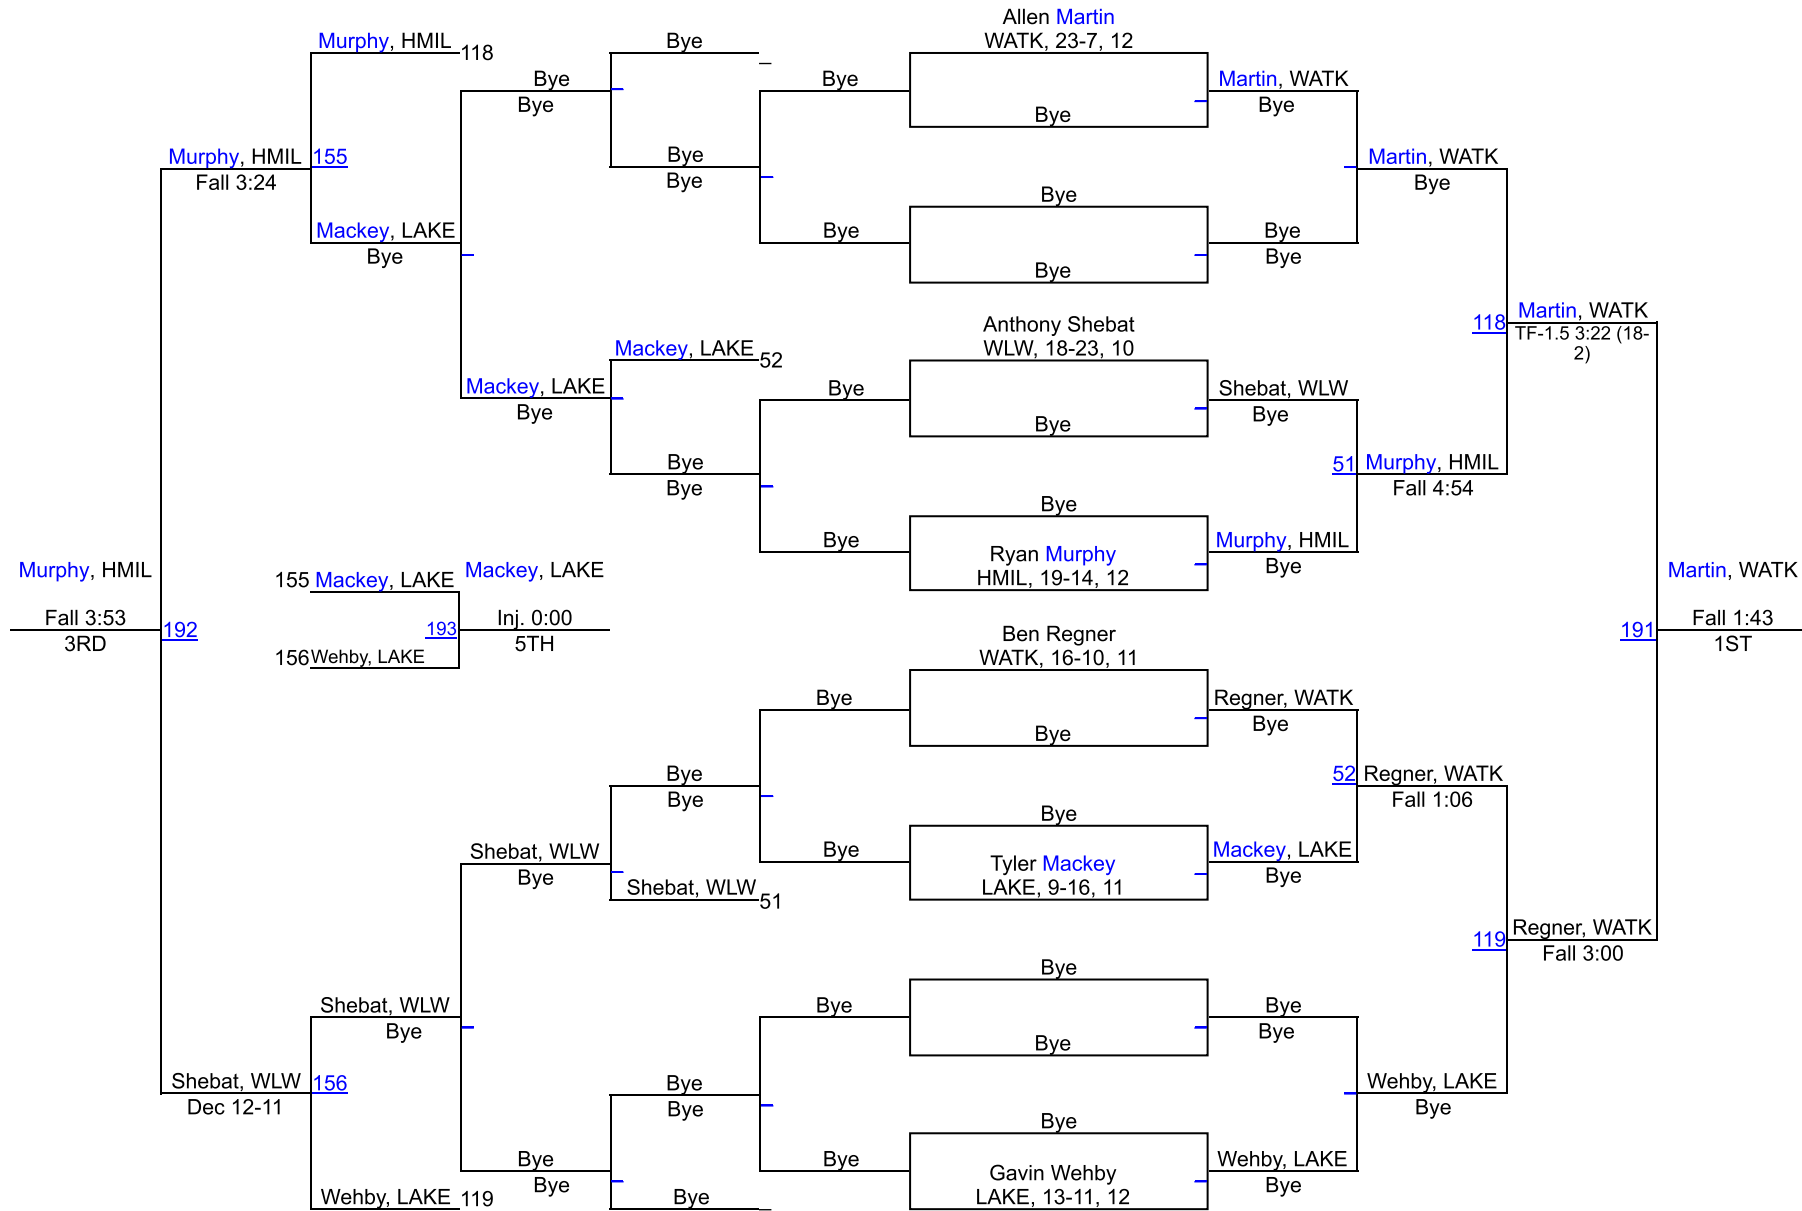 Allen Martin
WATK, 23-7, 12
Murphy, HMIL
118
Bye
_
Bye
Bye
Bye
Martin, WATK
Bye
Bye
Bye
Murphy, HMIL
155
Fall 3:24
Bye
Bye
Martin, WATK
Bye
Bye
Mackey, LAKE
Bye
Bye
Bye
Bye
Bye
Martin, WATK
118
TF-1.5 3:22 (18-
2)
Anthony Shebat
WLW, 18-23, 10
Mackey, LAKE
52
Mackey, LAKE
Bye
Bye
Shebat, WLW
Bye
Bye
Bye
Bye
51
Murphy, HMIL
Fall 4:54
Bye
Bye
Ryan Murphy
HMIL, 19-14, 12
Murphy, HMIL
Bye
Murphy, HMIL
Fall 3:53
3RD
192
155
Mackey, LAKE
156
Wehby, LAKE
193
Mackey, LAKE
Inj. 0:00
5TH
Martin, WATK
191
Fall 1:43
1ST
Ben Regner
WATK, 16-10, 11
Bye
Bye
Regner, WATK
Bye
Bye
Bye
52
Regner, WATK
Fall 1:06
Bye
Bye
Tyler Mackey
LAKE, 9-16, 11
Mackey, LAKE
Bye
Shebat, WLW
Bye
Shebat, WLW
51
119
Regner, WATK
Fall 3:00
Bye
Bye
Bye
Bye
Bye
Shebat, WLW
Bye
Shebat, WLW
156
Dec 12-11
Bye
Bye
Wehby, LAKE
Bye
Bye
Bye
Bye
Bye
Gavin Wehby
LAKE, 13-11, 12
Wehby, LAKE
Bye
Wehby, LAKE
119
Bye
_